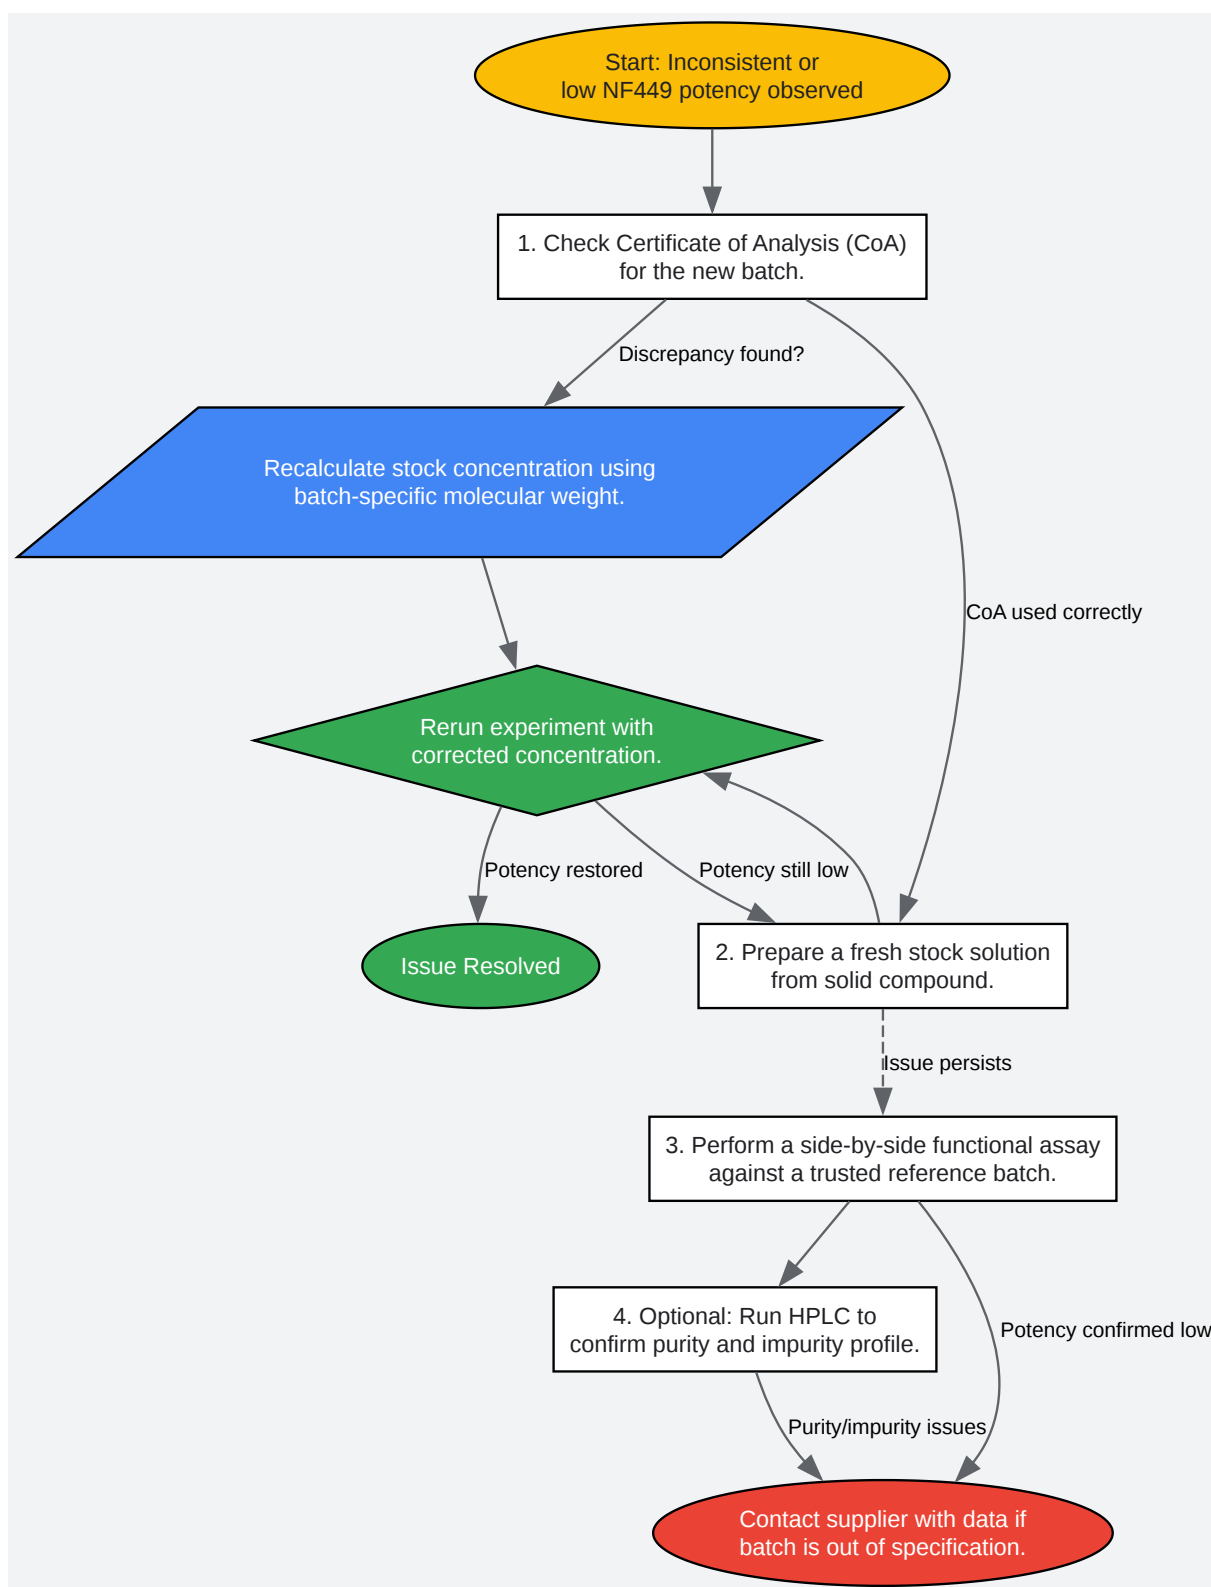 Start: Inconsistent or
low NF449 potency observed
1. Check Certificate of Analysis (CoA)
for the new batch.
Discrepancy found?
Recalculate stock concentration using
batch-specific molecular weight.
CoA used correctly
Rerun experiment with
corrected concentration.
Potency restored
Potency still low
Issue Resolved
2. Prepare a fresh stock solution
from solid compound.
Issue persists
3. Perform a side-by-side functional assay
against a trusted reference batch.
4. Optional: Run HPLC to
confirm purity and impurity profile.
Potency confirmed low
Purity/impurity issues
Contact supplier with data if
batch is out of specification.